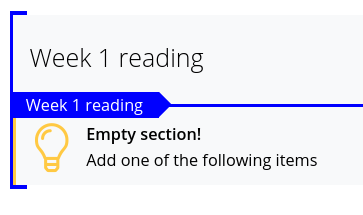 Week 1 reading
Week 1 reading
Empty section!
Add one of the following items